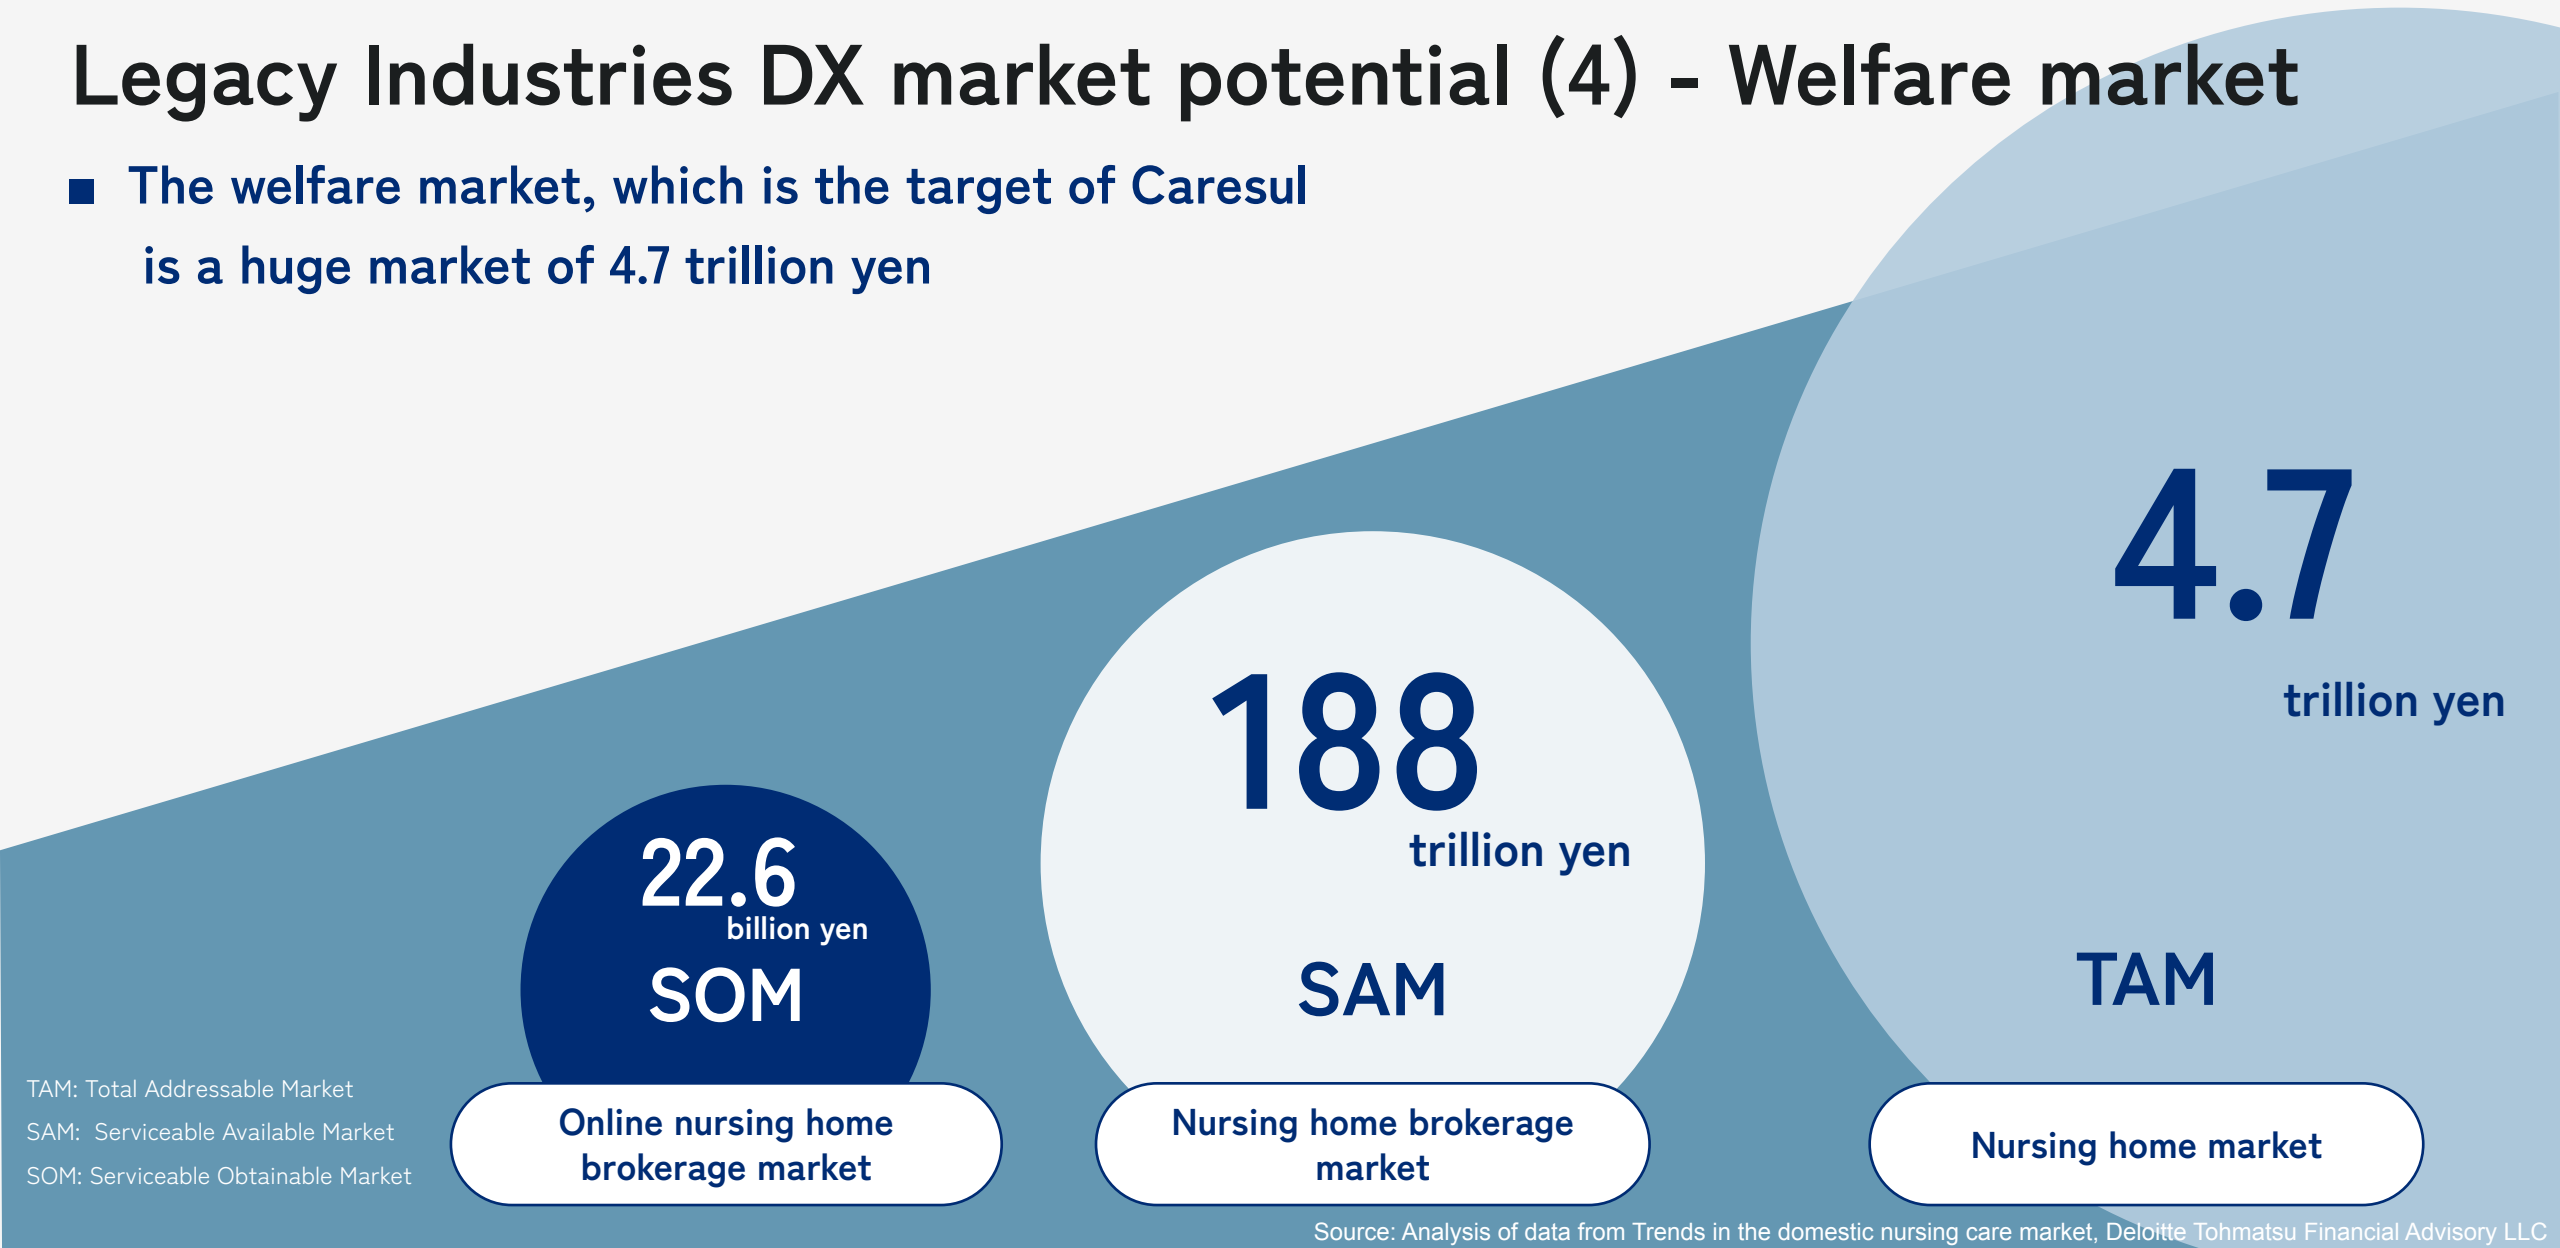 Legacy Industries DX market potential (4) - Welfare market
■ The welfare market, which is the target of Caresul
is a huge market of 4.7 trillion yen
22.6
billion yen
SOM
Online nursing home
brokerage market
188
trillion yen
SAM
Nursing home brokerage
market
4.7
trillion yen
TAM
Nursing home market
TAM: Total Addressable Market
SAM: Serviceable Available Market
SOM: Serviceable Obtainable Market
Source: Analysis of data from Trends in the domestic nursing care market, Deloitte Tohmatsu Financial Advisory LLC